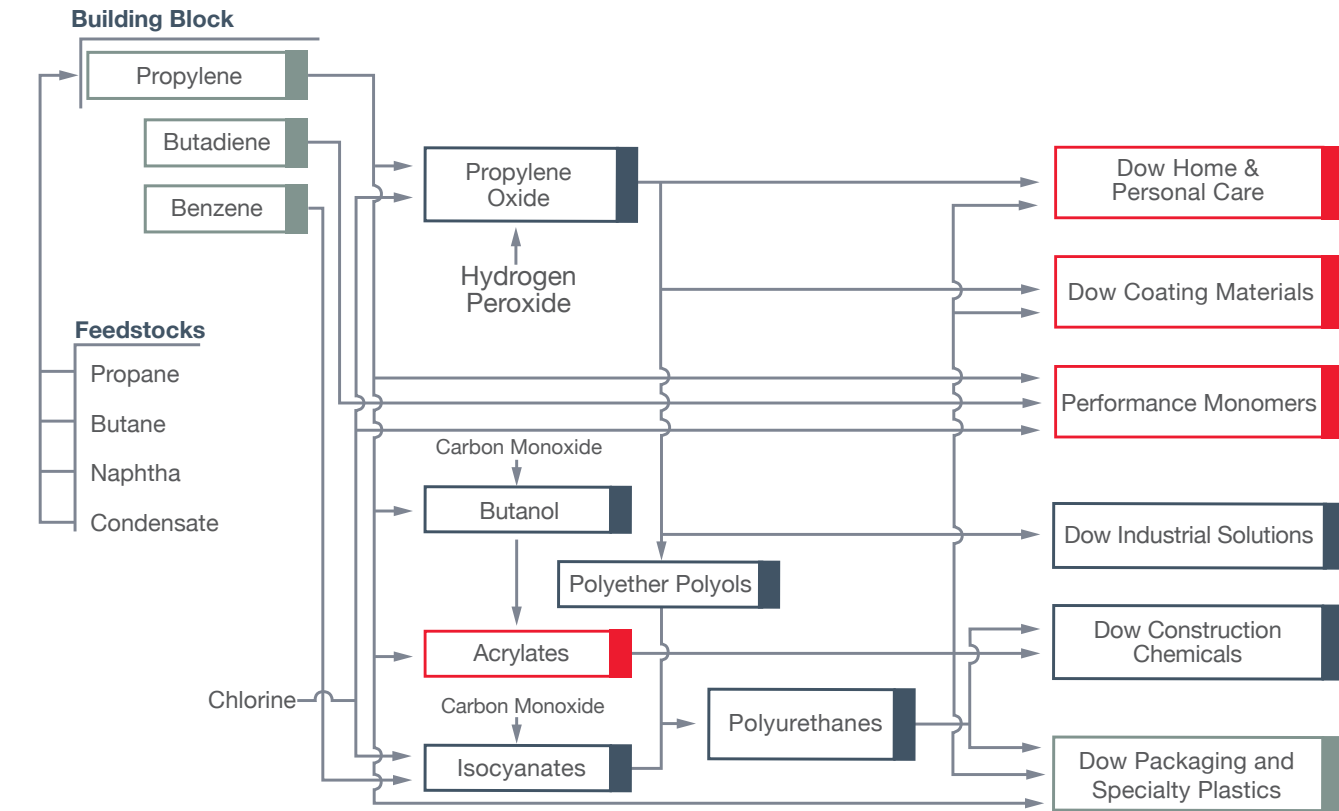 Building Block
Propylene
Butadiene
Benzene
Feedstocks
Propane
Butane
Naphtha
Condensate
Chlorine
Propylene
Oxide
Hydrogen
Peroxide
Carbon Monoxide
Butanol
Polyether Polyols
Acrylates
Carbon Monoxide
Isocyanates
Polyurethanes
Dow Home &
Personal Care
Dow Coating Materials
Performance Monomers
Dow Industrial Solutions
Dow Construction
Chemicals
Dow Packaging and
Specialty Plastics